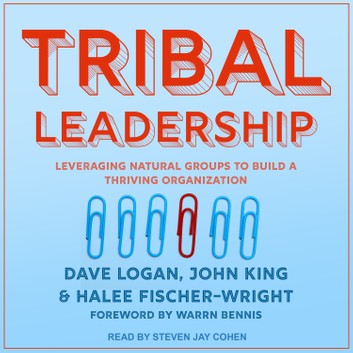 TRIBAL
LEADERSHIP
LEVERAGING NATURAL GROUPS TO BUILD A
THRIVING ORGANIZATION
DAVE LOGAN, JOHN KING
& HALEE FISCHER-WRIGHT
FOREWORD BY WARRN BENNIS
READ BY STEVEN JAY COHEN